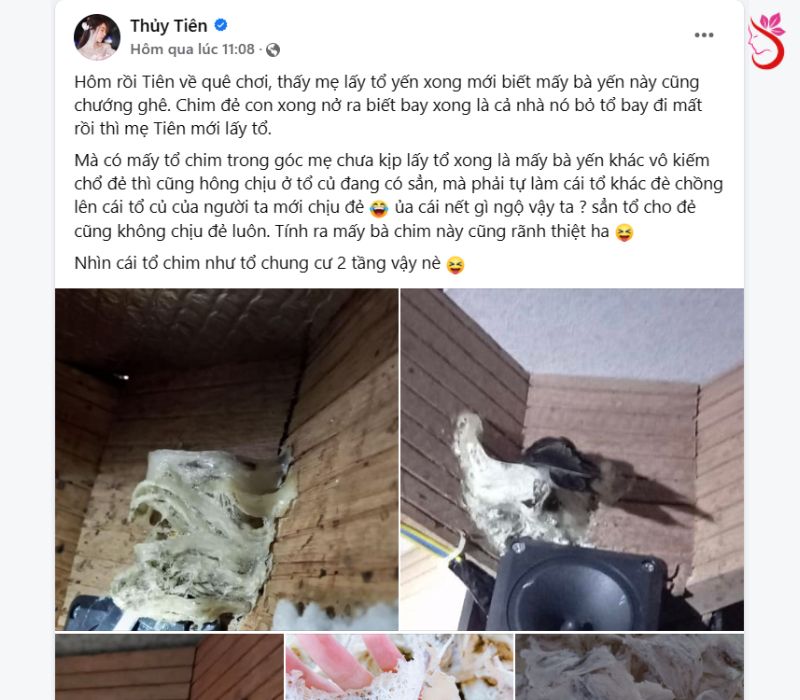 Thủy Tiên
Hôm qua lúc 11:08 ·
Hôm rồi Tiên về quê chơi, thấy mẹ lấy tổ yến xong mới biết mấy bà yến này cũng
chướng ghê. Chim đẻ con xong nở ra biết bay xong là cả nhà nó bỏ tổ bay đi mất
rồi thì mẹ Tiên mới lấy tổ.
Mà có mấy tổ chim trong góc mẹ chưa kịp lấy tổ xong là mấy bà yến khác vô kiếm
chổ đẻ thì cũng hông chịu ở tổ củ đang có sẳn, mà phải tự làm cái tổ khác đè chồng
lên cái tổ củ của người ta mới chịu đẻ 😂 ủa cái nết gì ngộ vậy ta ? sẳn tổ cho đẻ
cũng không chịu đẻ luôn. Tính ra mấy bà chim này cũng rãnh thiệt ha 😆
Nhìn cái tổ chim như tổ chung cư 2 tầng vậy nè 😆